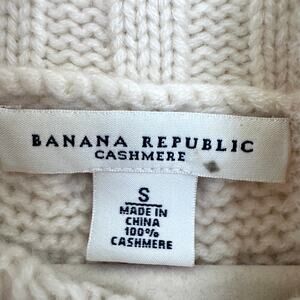 BANANA REPUBLIC
CASHMERE
S
MADE IN
CHINA
100%
CASHMERE